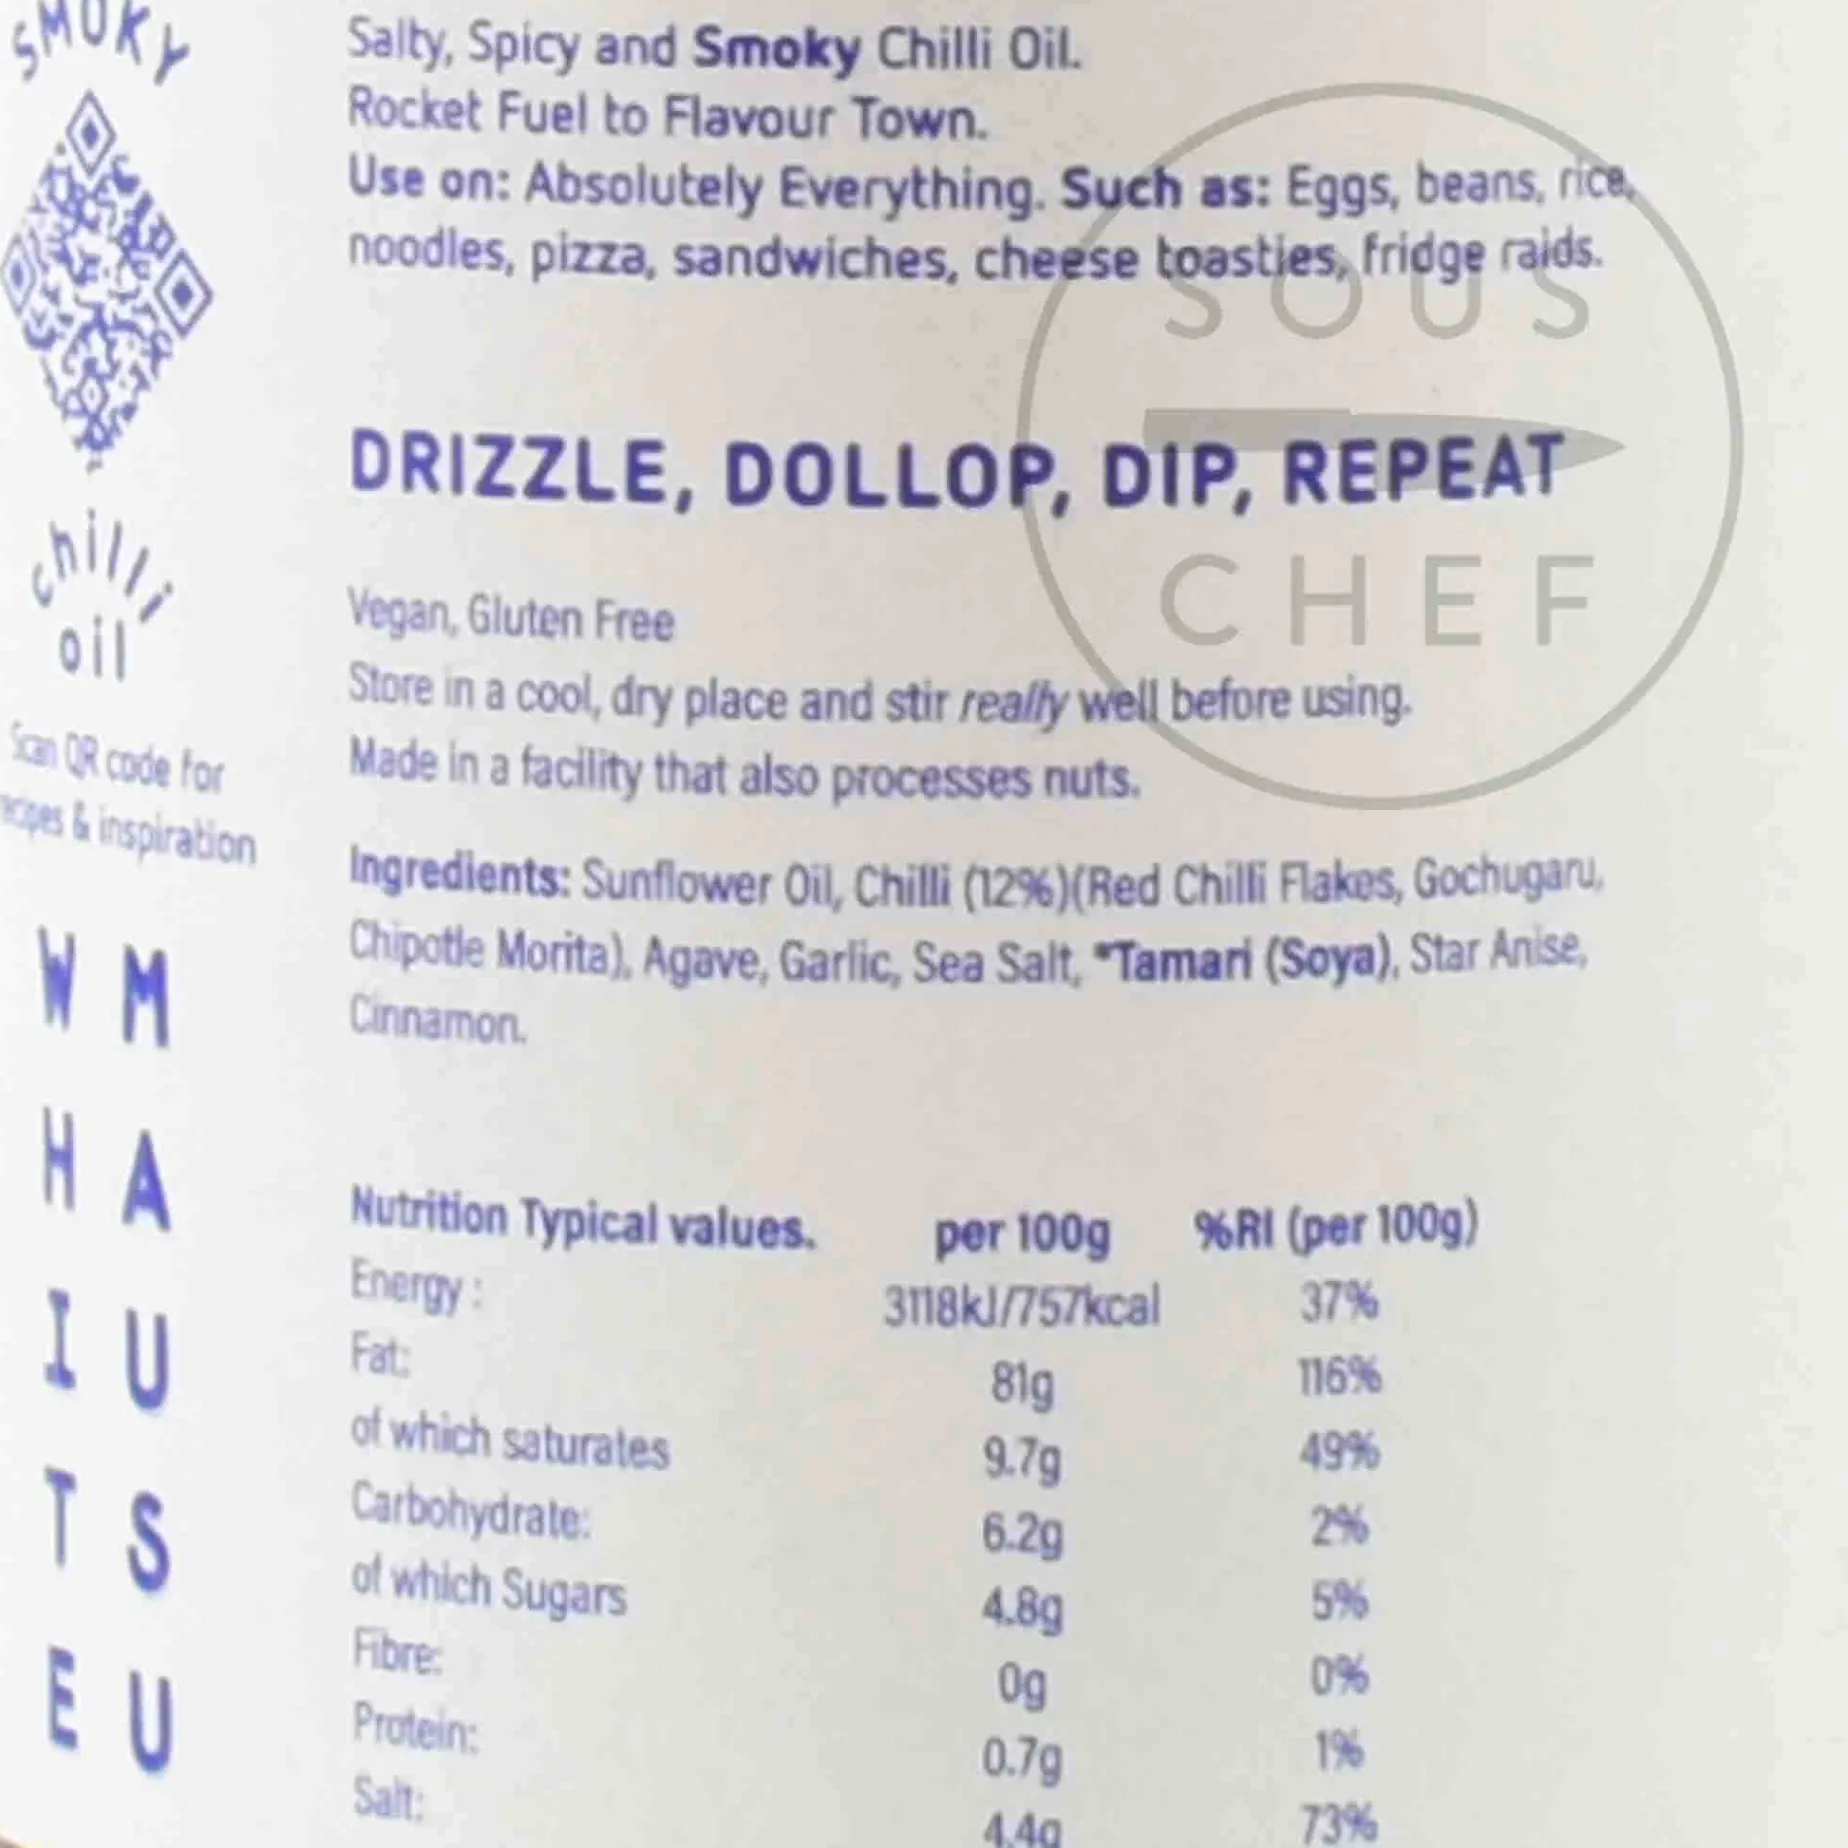 SMOKY
chilli
oil
Scan QR code for
& inspiration
WHITE
MAUSU
Salty, Spicy and Smoky Chilli Oil.
Rocket Fuel to Flavour Town.
Use on: Absolutely Everything. Such as: Eggs, beans, rice,
noodles, pizza, sandwiches, cheese toasties, fridge raids.
SOUS
CHEF
DRIZZLE, DOLLOP, DIP, REPEAT
Vegan, Gluten Free
Store in a cool, dry place and stir really well before using.
Made in a facility that also processes nuts.
Ingredients: Sunflower Oil, Chilli (12%)(Red Chilli Flakes, Gochugaru,
Chipotle Morita), Agave, Garlic, Sea Salt, *Tamari (Soya), Star Anise,
Cinnamon.
Nutrition Typical values. per 100g %RI (per 100g)
Energy : 3118kJ/757kcal 37%
Fat: 81g 116%
of which saturates 9.7g 49%
Carbohydrate: 6.2g 2%
of which Sugars 4.8g 5%
Fibre: 0g 0%
Protein: 0.7g 1%
Salt: 4.4g 73%